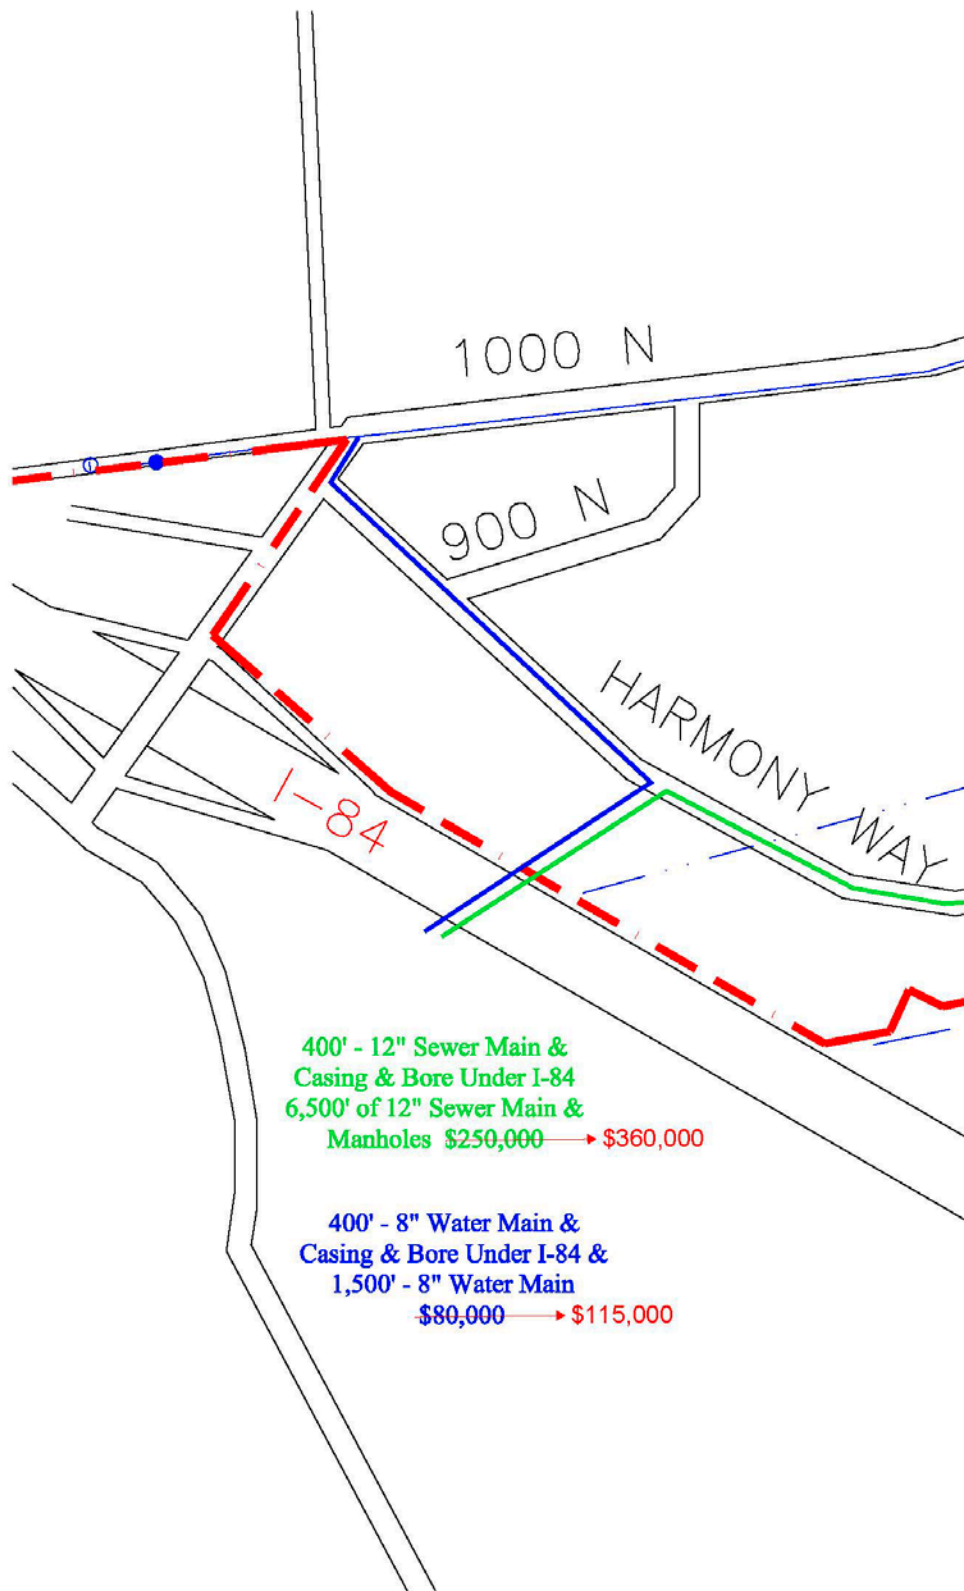 1000 N
900 N
HARMONY WAY
I-84
400' - 12" Sewer Main &
Casing & Bore Under I-84
6,500' of 12" Sewer Main &
Manholes $250,000 $360,000
400' - 8" Water Main &
Casing & Bore Under I-84 &
1,500' - 8" Water Main
$80,000 $115,000